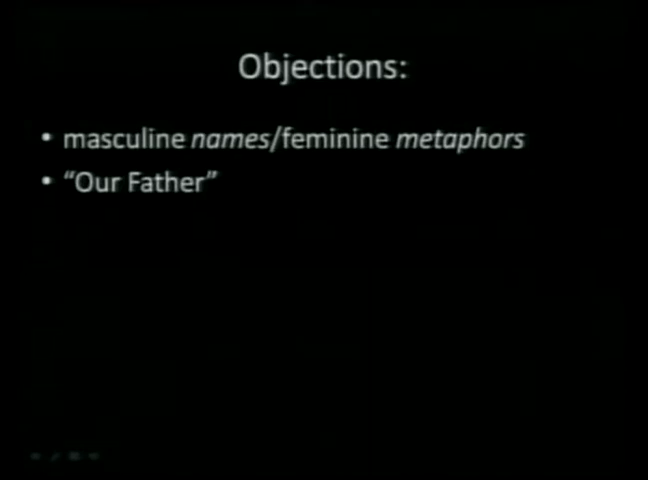 Objections:
• masculine names/feminine metaphors
• “Our Father”